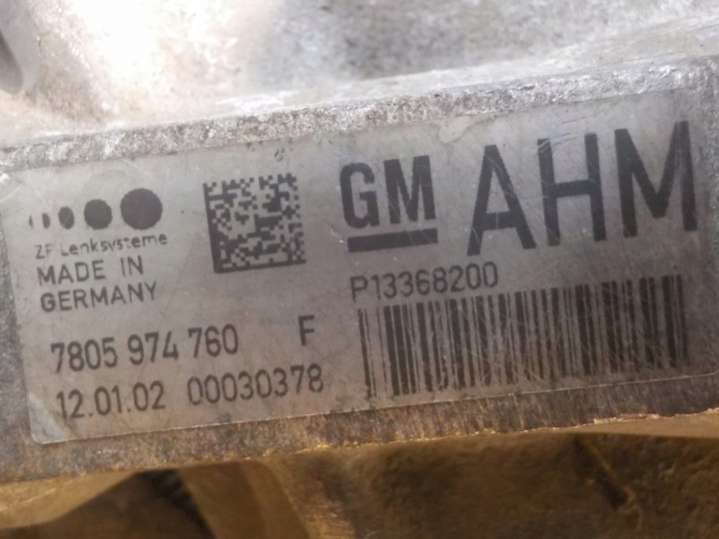 ZF Lenksysteme
MADE IN
GERMANY
7805 974 760 F
12.01.02 00030378
GM AHM
P13368200